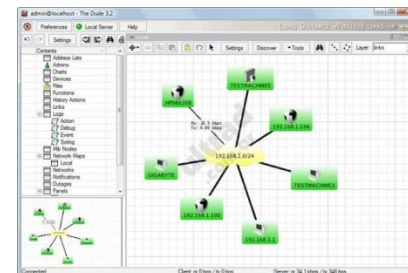 admin@localhost - The Dude 3.2
Preferences Local Server Help
Settings
Contents
Address Lists
Admins
Charts
Devices
Files
Functions
History Actions
Links
Logs
Action
Debug
Event
Syslog
Mib Nodes
Network Maps
Local
Networks
Notifications
Outages
Panels
Settings Discover Tools Layer: links
TESTMACHINE5
192.168.1.194
192.168.1.0/24
GIGABYTE
TESTMACHINE3
192.168.1.100
192.168.1.1
Connected